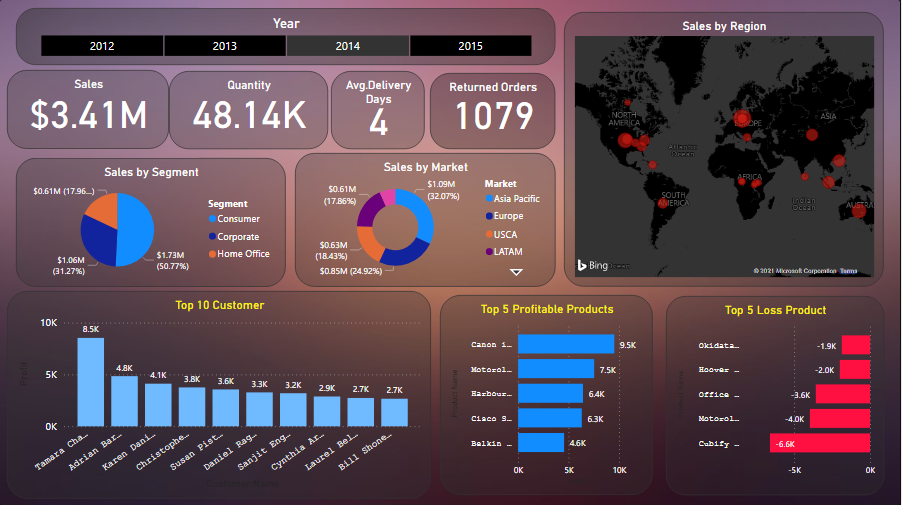 Year
2012
2013
2014
2015
Sales
$3.41M
Quantity
48.14K
Avg.Delivery
Days
4
Returned Orders
1079
Sales by Region
NORTH
AMERICA
EUROPE
ASIA
Atlantic
Ocean
AFRICA
SOUTH
AMERICA
Indian
Ocean
AUSTRA
Bing
© 2021 Microsoft Corporation Terms
Sales by Segment
$0.61M (17.96...)
$1.06M
(31.27%)
$1.73M
(50.77%)
Segment
Consumer
Corporate
Home Office
Sales by Market
$0.61M
(17.86%)
$1.09M
(32.07%)
$0.63M
(18.43%)
$0.85M (24.92%)
Market
Asia Pacific
Europe
USCA
LATAM
Top 10 Customer
Profit
10K
5K
0K
8.5K
4.8K
4.1K
3.8K
3.6K
3.3K
3.2K
2.9K
2.7K
2.7K
Tamara Cha...
Adrian Bar...
Karen Dani...
Christophe...
Susan Pist...
Daniel Rag...
Sanjit Eng...
Cynthia Ar...
Laurel Bel...
Bill Shone...
Customer Name
Top 5 Profitable Products
Product Name
Canon i...
9.5K
Motorol...
7.5K
Harbour...
6.4K
Cisco S...
6.3K
Belkin ...
4.6K
0K
5K
10K
Top 5 Loss Product
Okidata...
-1.9K
Hoover ...
-2.0K
Office ...
-3.6K
Motorol...
-4.0K
Cubify ...
-6.6K
-5K
0K